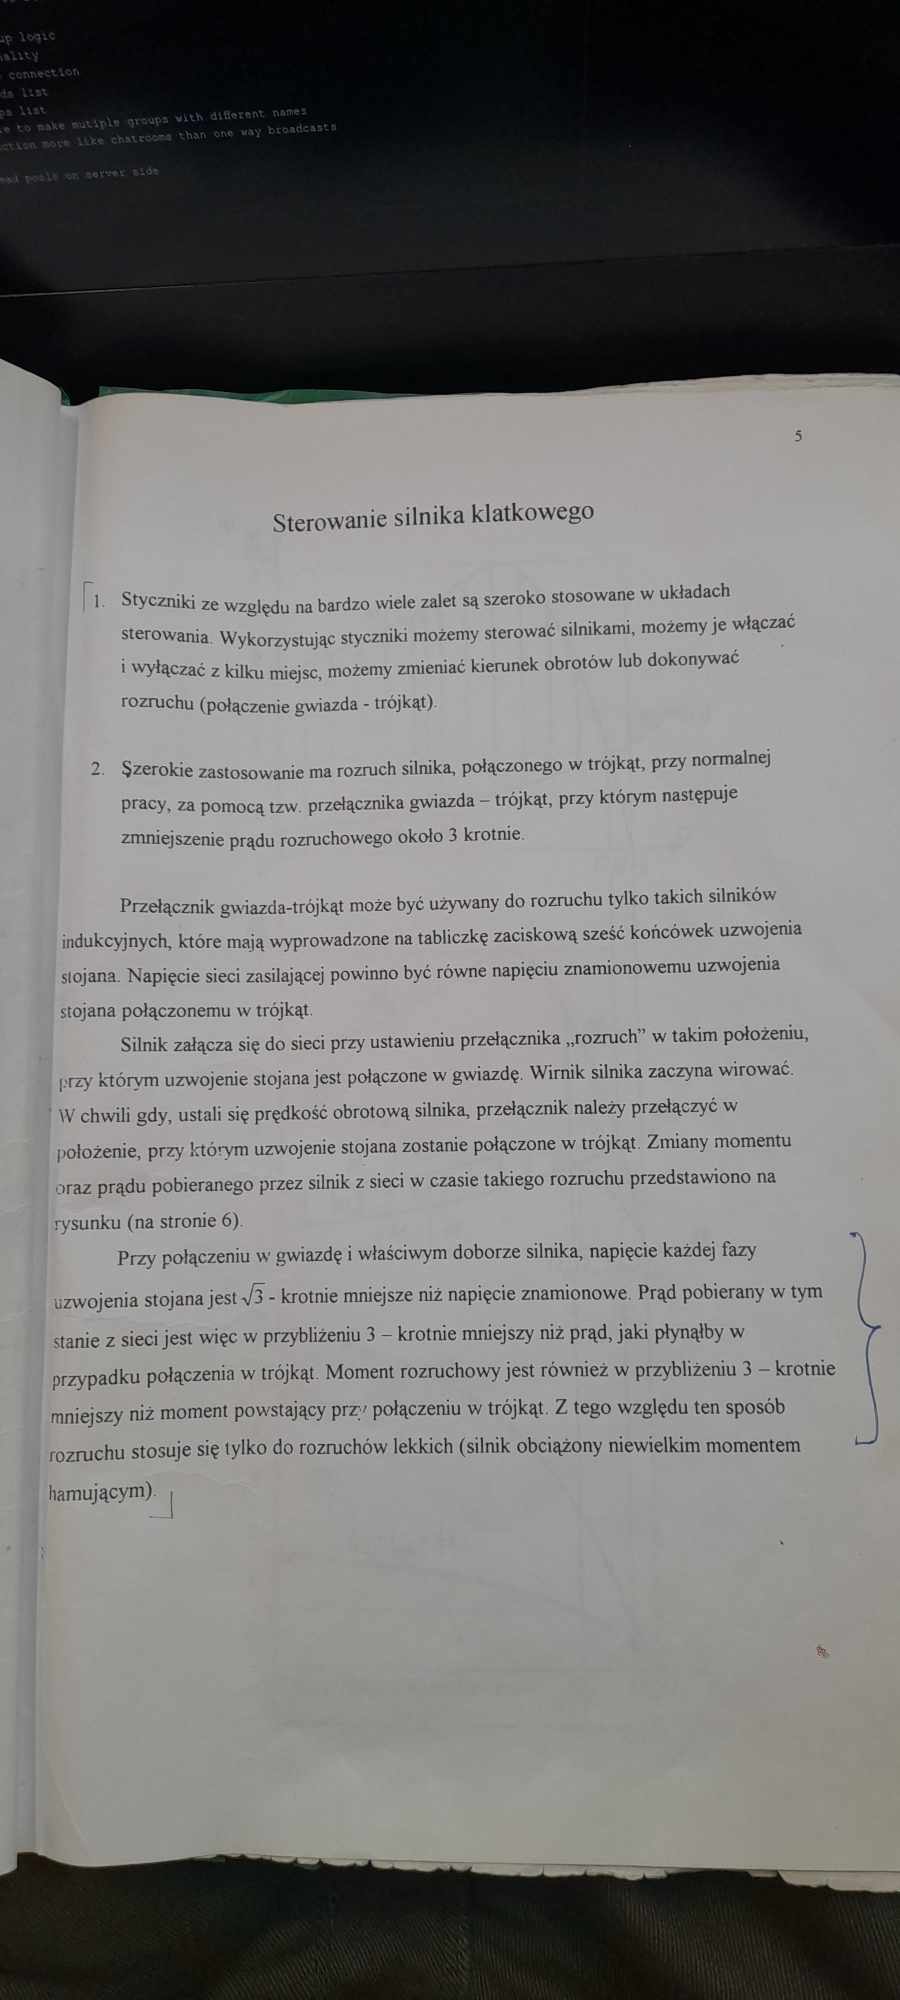 up logic
connection
list
list
to make mutiple groups with different names
more like chatrooms than one way broadcasts
pools on server side
5
Sterowanie silnika klatkowego
1. Styczniki ze względu na bardzo wiele zalet są szeroko stosowane w układach
sterowania. Wykorzystując styczniki możemy sterować silnikami, możemy je włączać
i wyłączać z kilku miejsc, możemy zmieniać kierunek obrotów lub dokonywać
rozruchu (połączenie gwiazda - trójkąt).
2. Szerokie zastosowanie ma rozruch silnika, połączonego w trójkąt, przy normalnej
pracy, za pomocą tzw. przełącznika gwiazda – trójkąt, przy którym następuje
zmniejszenie prądu rozruchowego około 3 krotnie.
Przełącznik gwiazda-trójkąt może być używany do rozruchu tylko takich silników
indukcyjnych, które mają wyprowadzone na tabliczkę zaciskową sześć końcówek uzwojenia
stojana. Napięcie sieci zasilającej powinno być równe napięciu znamionowemu uzwojenia
stojana połączonemu w trójkąt.
Silnik załącza się do sieci przy ustawieniu przełącznika „rozruch” w takim położeniu,
przy którym uzwojenie stojana jest połączone w gwiazdę. Wirnik silnika zaczyna wirować.
W chwili gdy, ustali się prędkość obrotową silnika, przełącznik należy przełączyć w
położenie, przy którym uzwojenie stojana zostanie połączone w trójkąt. Zmiany momentu
oraz prądu pobieranego przez silnik z sieci w czasie takiego rozruchu przedstawiono na
rysunku (na stronie 6).
Przy połączeniu w gwiazdę i właściwym doborze silnika, napięcie każdej fazy
uzwojenia stojana jest √3 - krotnie mniejsze niż napięcie znamionowe. Prąd pobierany w tym
stanie z sieci jest więc w przybliżeniu 3 – krotnie mniejszy niż prąd, jaki płynąłby w
przypadku połączenia w trójkąt. Moment rozruchowy jest również w przybliżeniu 3 – krotnie
mniejszy niż moment powstający przy połączeniu w trójkąt. Z tego względu ten sposób
rozruchu stosuje się tylko do rozruchów lekkich (silnik obciążony niewielkim momentem
hamującym).